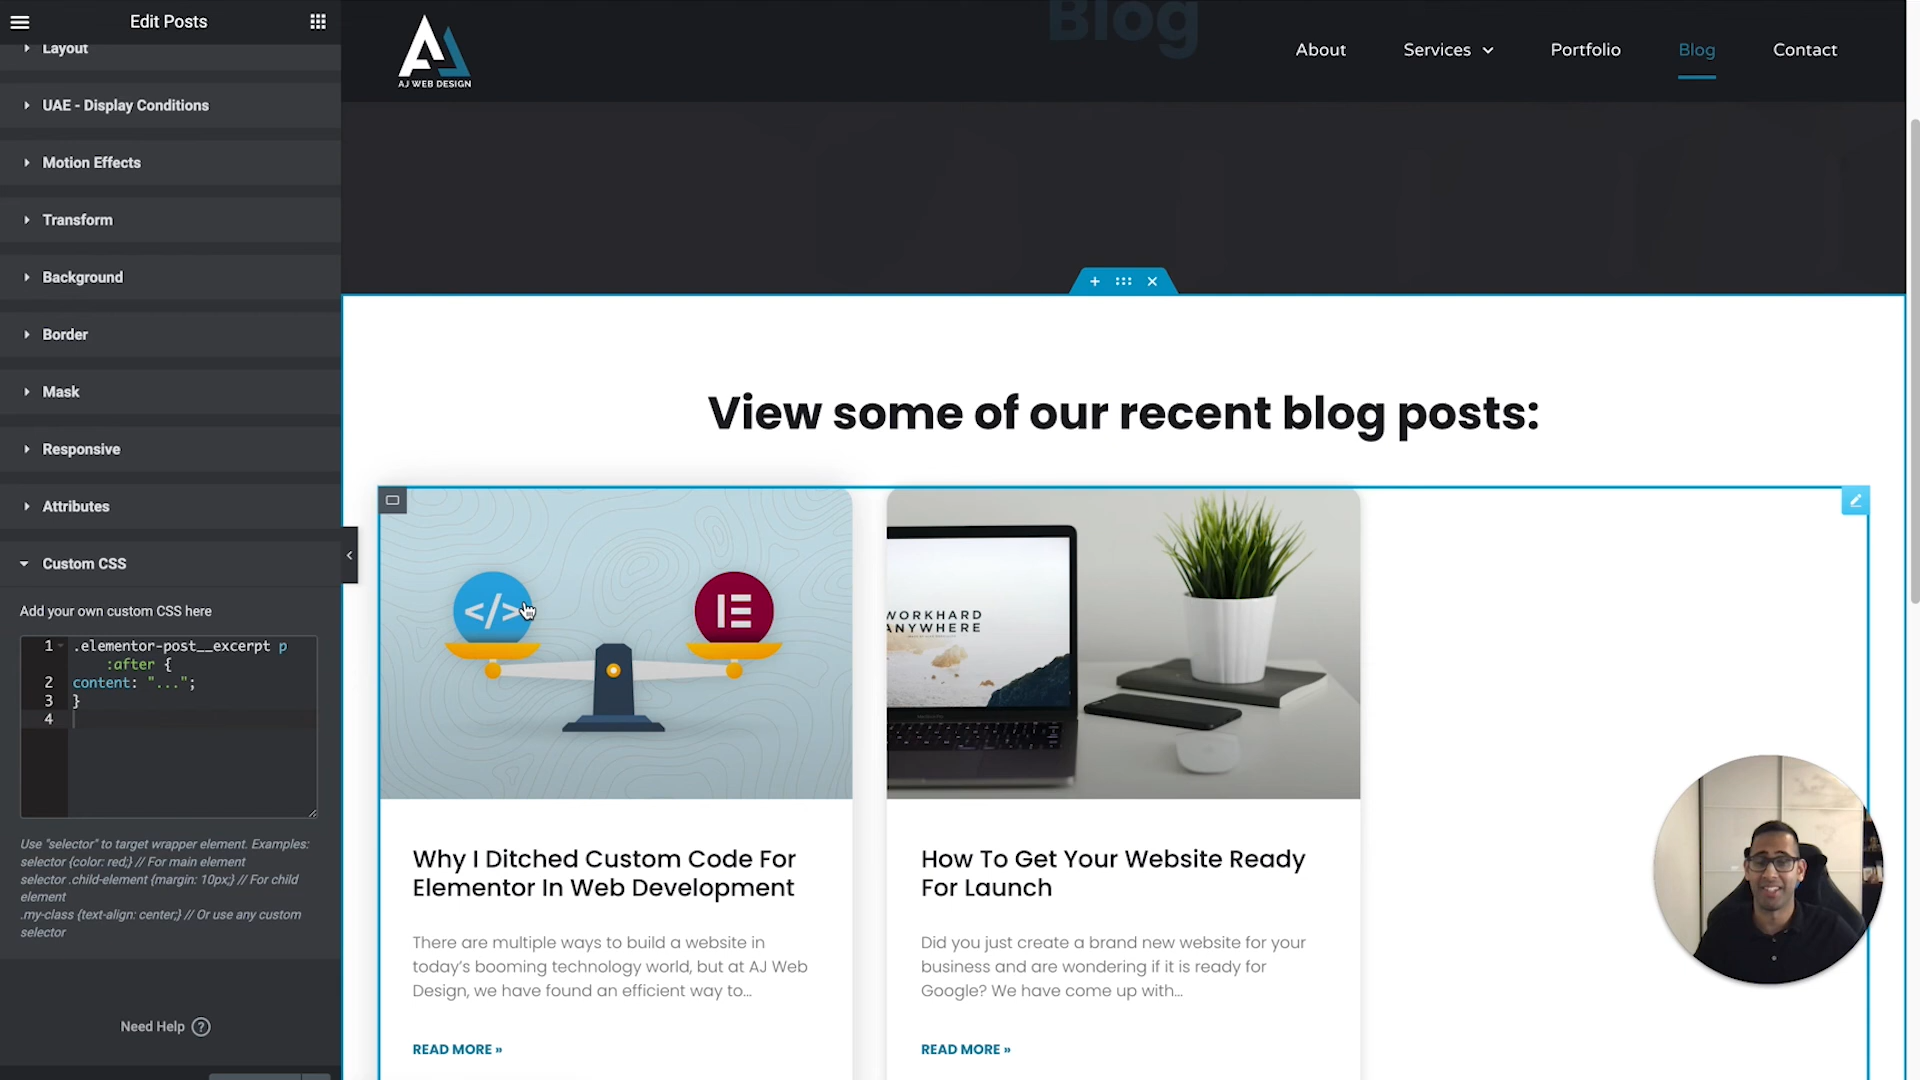 Edit Posts
Layout
UAE - Display Conditions
Motion Effects
Transform
Background
Border
Mask
Responsive
Attributes
Custom CSS
Add your own custom CSS here
1 .elementor-post__excerpt p
:after {
2 content: "...";
3 }
4
Use "selector" to target wrapper element. Examples:
selector {color: red;} // For main element
selector .child-element {margin: 10px;} // For child
element
.my-class {text-align: center;} // Or use any custom
selector
Need Help ?
AJ WEB DESIGN
Blog
About
Services
Portfolio
Blog
Contact
View some of our recent blog posts:
</>
WORKHARD
ANYWHERE
Why I Ditched Custom Code For
Elementor In Web Development
There are multiple ways to build a website in
today's booming technology world, but at AJ Web
Design, we have found an efficient way to...
READ MORE »
How To Get Your Website Ready
For Launch
Did you just create a brand new website for your
business and are wondering if it is ready for
Google? We have come up with...
READ MORE »